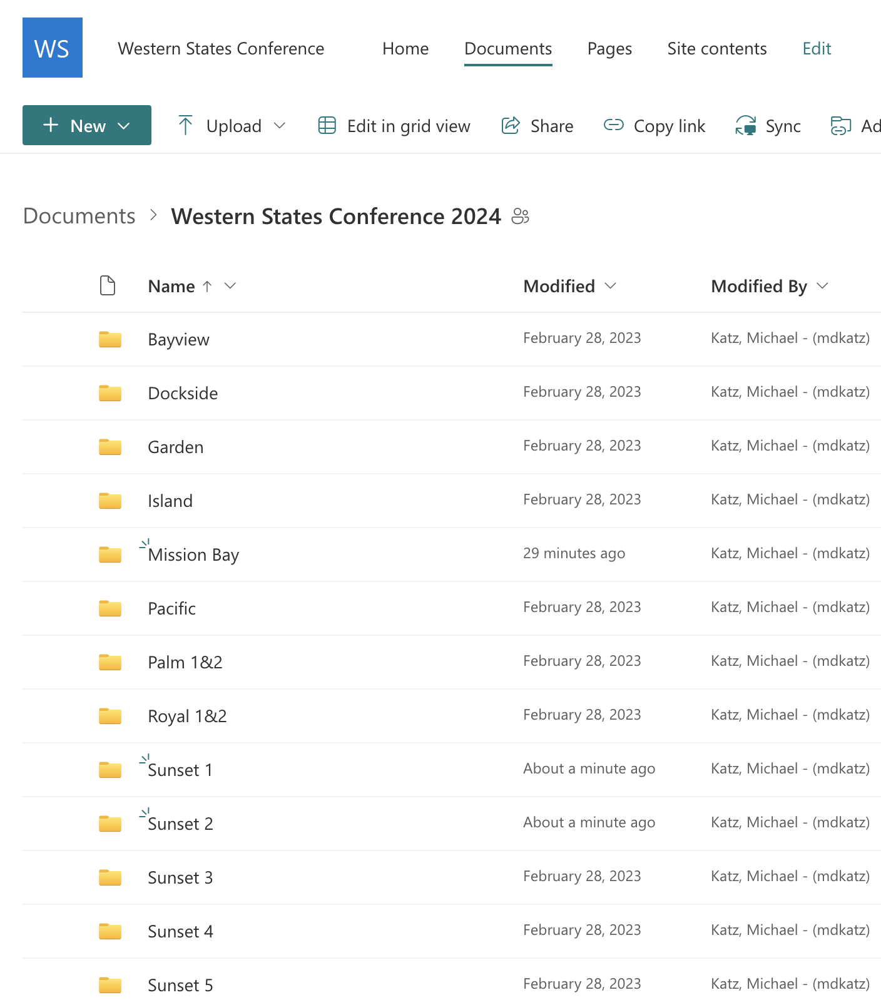 WS Western States Conference Home Documents Pages Site contents Edit
New Upload Edit in grid view Share Copy link Sync
Documents > Western States Conference 2024
Name Modified Modified By
Bayview February 28, 2023 Katz, Michael - (mdkatz)
Dockside February 28, 2023 Katz, Michael - (mdkatz)
Garden February 28, 2023 Katz, Michael - (mdkatz)
Island February 28, 2023 Katz, Michael - (mdkatz)
Mission Bay 29 minutes ago Katz, Michael - (mdkatz)
Pacific February 28, 2023 Katz, Michael - (mdkatz)
Palm 1&2 February 28, 2023 Katz, Michael - (mdkatz)
Royal 1&2 February 28, 2023 Katz, Michael - (mdkatz)
Sunset 1 About a minute ago Katz, Michael - (mdkatz)
Sunset 2 About a minute ago Katz, Michael - (mdkatz)
Sunset 3 February 28, 2023 Katz, Michael - (mdkatz)
Sunset 4 February 28, 2023 Katz, Michael - (mdkatz)
Sunset 5 February 28, 2023 Katz, Michael - (mdkatz)